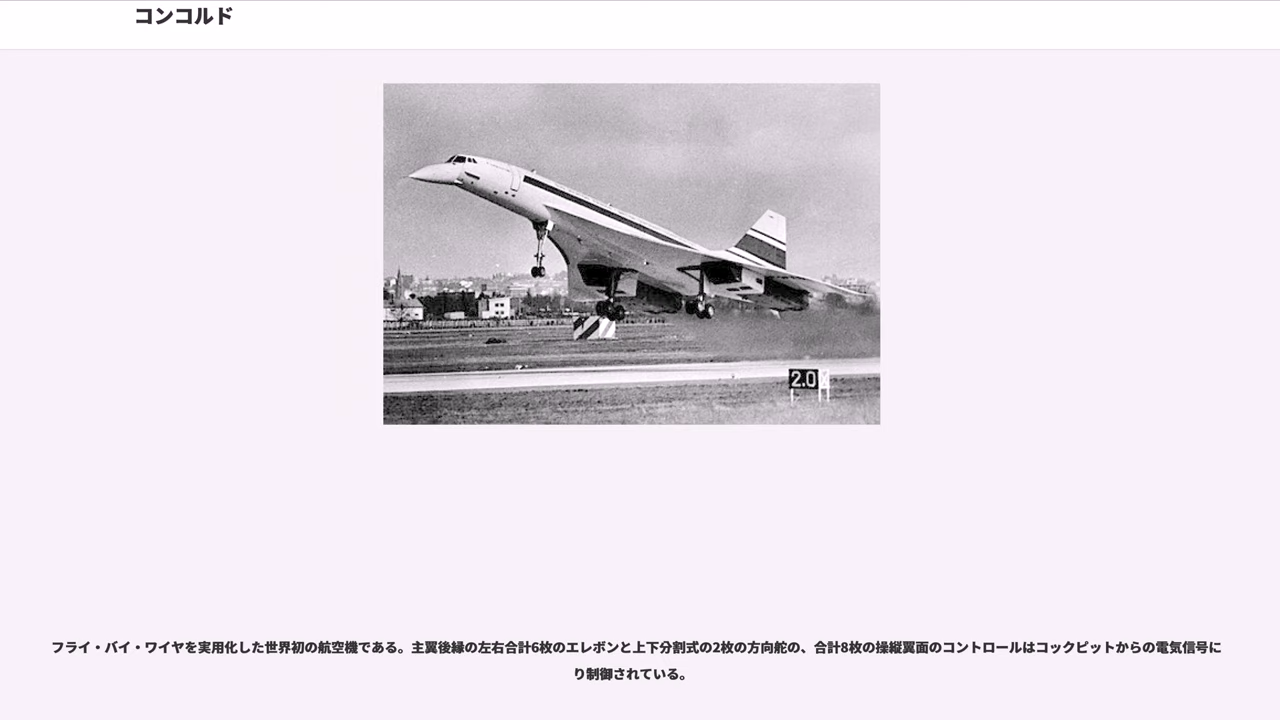 コンコルド
2.0
フライ・バイ・ワイヤを実用化した世界初の航空機である。主翼後縁の左右合計6枚のエレボンと上下分割式の2枚の方向舵の、合計8枚の操縦翼面のコントロールはコックピットからの電気信号に
り制御されている。